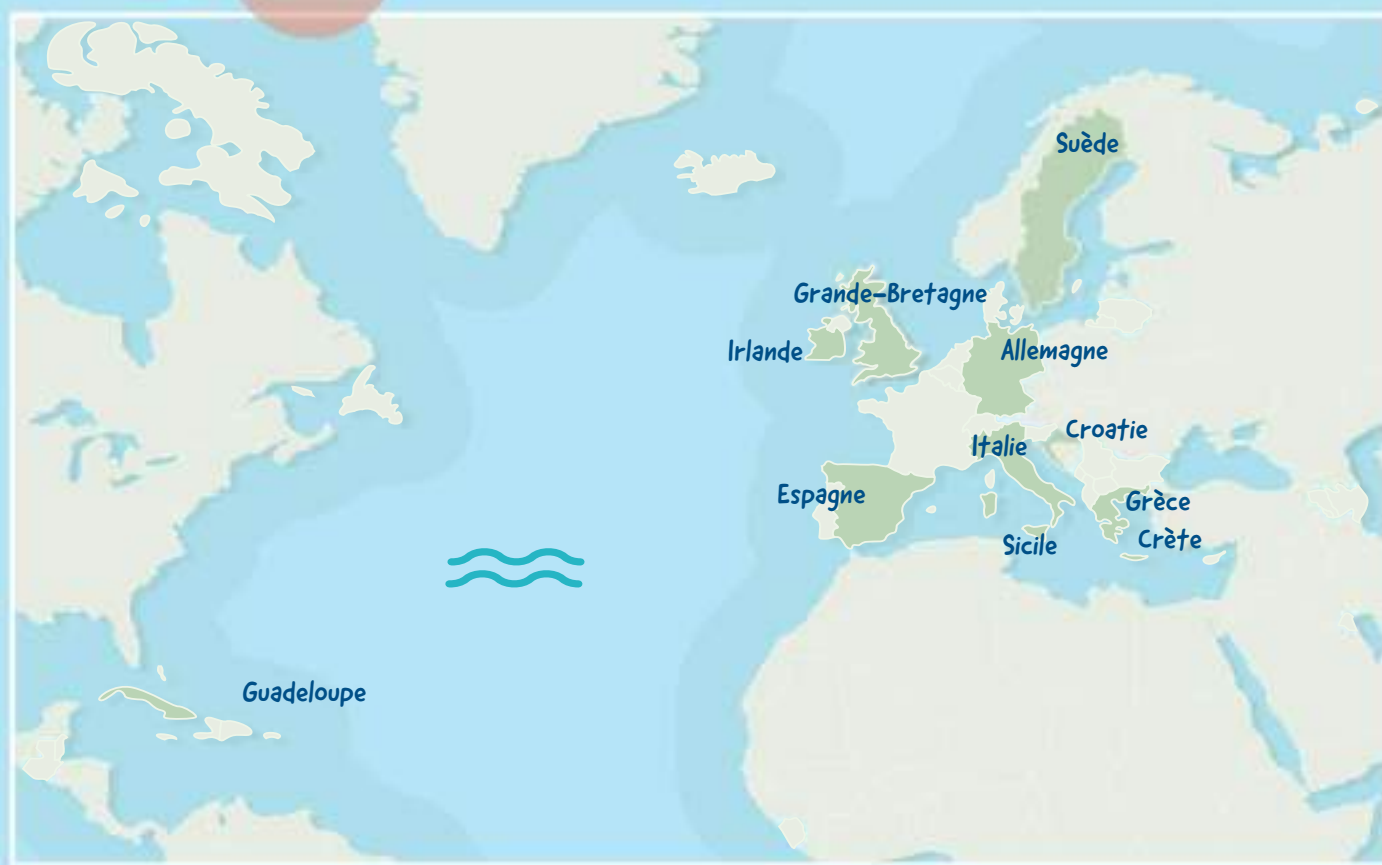 Suède
Grande-Bretagne
Irlande
Allemagne
Croatie
Italie
Espagne
Grèce
Crète
Sicile
Guadeloupe